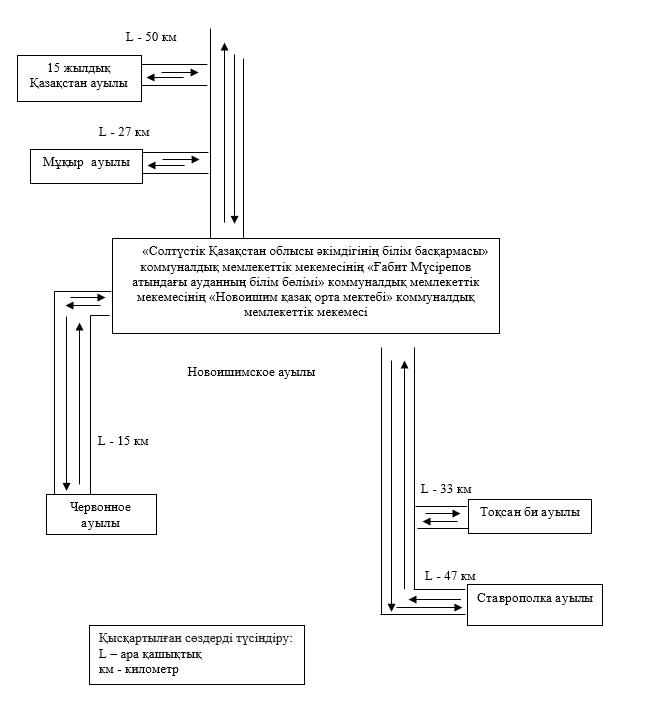 L - 50 км
15 жылдық
Қазақстан ауылы
L - 27 км
Мұқыр ауылы
«Солтүстік Қазақстан облысы әкімдігінің білім басқармасы»
коммуналдық мемлекеттік мекемесінің «Ғабит Мүсірепов
атындағы ауданның білім бөлімі» коммуналдық мемлекеттік
мекемесінің «Новоишим қазақ орта мектебі» коммуналдық
мемлекеттік мекемесі
Новоишимское ауылы
L - 15 км
Червонное
ауылы
L - 33 км
Тоқсан би ауылы
L - 47 км
Ставрополка ауылы
Қысқартылған сөздерді түсіндіру:
L – ара қашықтық
км - километр